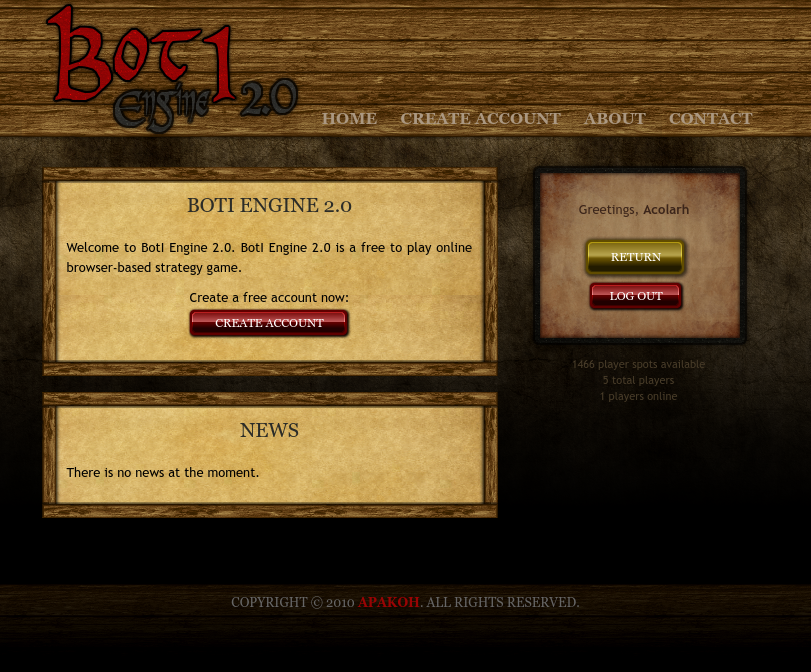 BotI
Engine 2.0
HOME CREATE ACCOUNT ABOUT CONTACT
BOTI ENGINE 2.0
Welcome to BotI Engine 2.0. BotI Engine 2.0 is a free to play online
browser-based strategy game.
Create a free account now:
CREATE ACCOUNT
NEWS
There is no news at the moment.
Greetings, Acolarh
RETURN
LOG OUT
1466 player spots available
5 total players
1 players online
COPYRIGHT © 2010 APAKOH. ALL RIGHTS RESERVED.